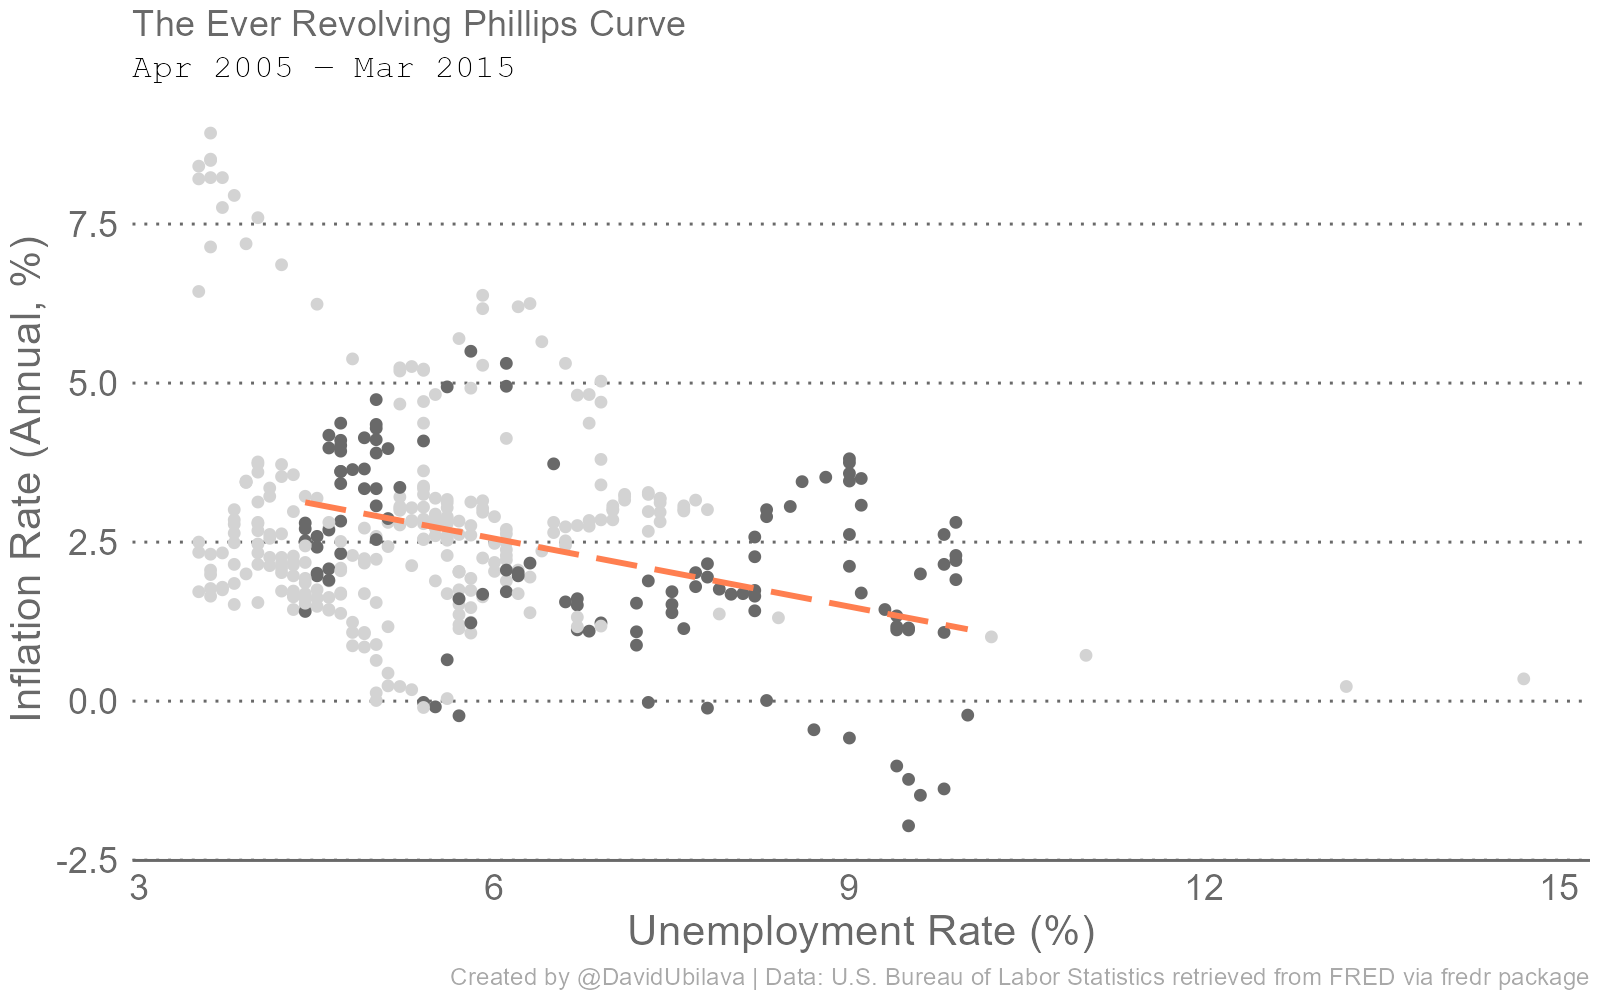 The Ever Revolving Phillips Curve
Apr 2005 — Mar 2015
Inflation Rate (Annual, %)
7.5
5.0
2.5
0.0
-2.5
3 6 9 12 15
Unemployment Rate (%)
Created by @DavidUbilava | Data: U.S. Bureau of Labor Statistics retrieved from FRED via fredr package